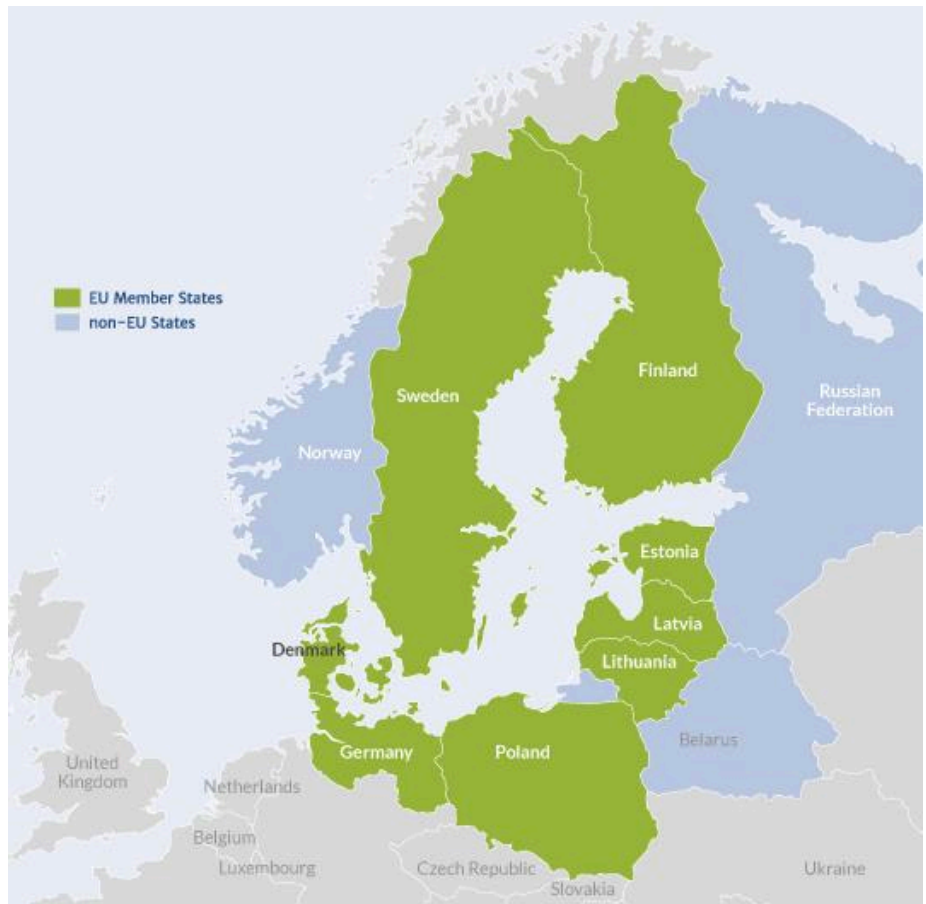 EU Member States
non-EU States
Finland
Sweden
Russian
Federation
Norway
Estonia
Latvia
Denmark
Lithuania
Belarus
Germany
Poland
United
Kingdom
Netherlands
Belgium
Luxembourg
Czech Republic
Ukraine
Slovakia